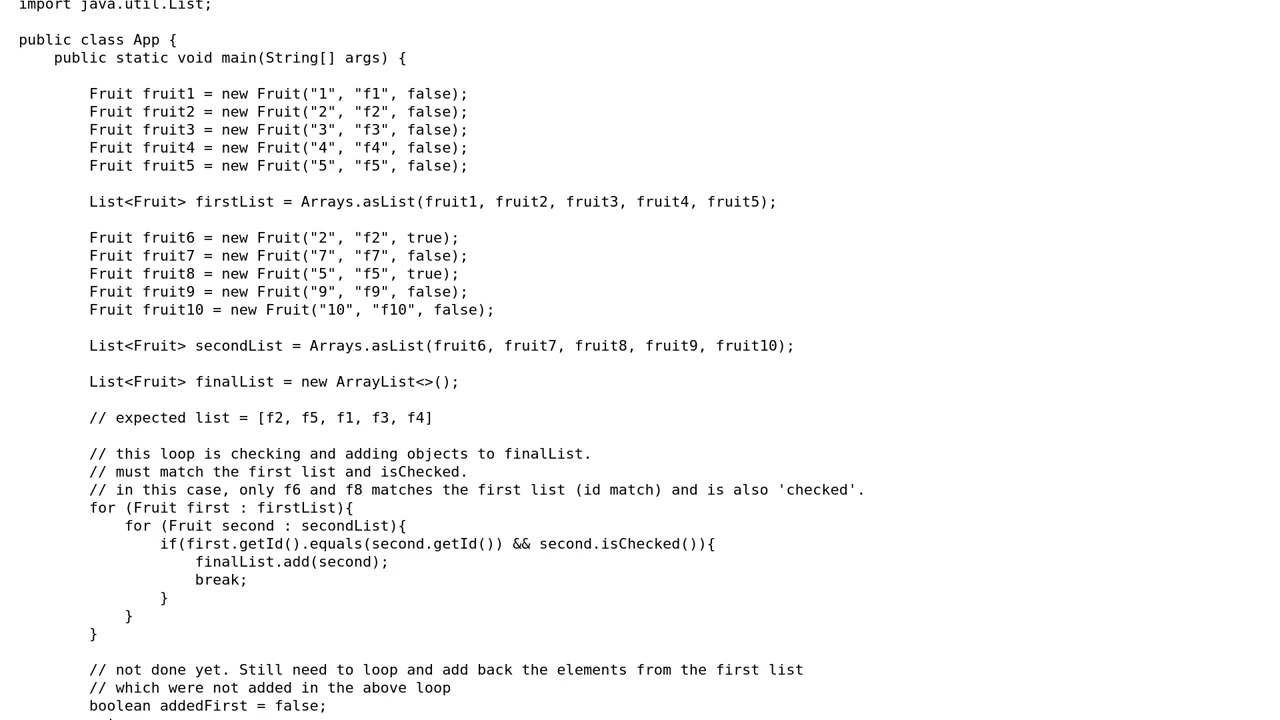 import java.util.List;
public class App {
public static void main(String[] args) {
Fruit fruit1 = new Fruit("1", "f1", false);
Fruit fruit2 = new Fruit("2", "f2", false);
Fruit fruit3 = new Fruit("3", "f3", false);
Fruit fruit4 = new Fruit("4", "f4", false);
Fruit fruit5 = new Fruit("5", "f5", false);
List<Fruit> firstList = Arrays.asList(fruit1, fruit2, fruit3, fruit4, fruit5);
Fruit fruit6 = new Fruit("2", "f2", true);
Fruit fruit7 = new Fruit("7", "f7", false);
Fruit fruit8 = new Fruit("5", "f5", true);
Fruit fruit9 = new Fruit("9", "f9", false);
Fruit fruit10 = new Fruit("10", "f10", false);
List<Fruit> secondList = Arrays.asList(fruit6, fruit7, fruit8, fruit9, fruit10);
List<Fruit> finalList = new ArrayList<>();
// expected list = [f2, f5, f1, f3, f4]
// this loop is checking and adding objects to finalList.
// must match the first list and isChecked.
// in this case, only f6 and f8 matches the first list (id match) and is also 'checked'.
for (Fruit first : firstList){
for (Fruit second : secondList){
if(first.getId().equals(second.getId()) && second.isChecked()){
finalList.add(second);
break;
}
}
}
// not done yet. Still need to loop and add back the elements from the first list
// which were not added in the above loop
boolean addedFirst = false;